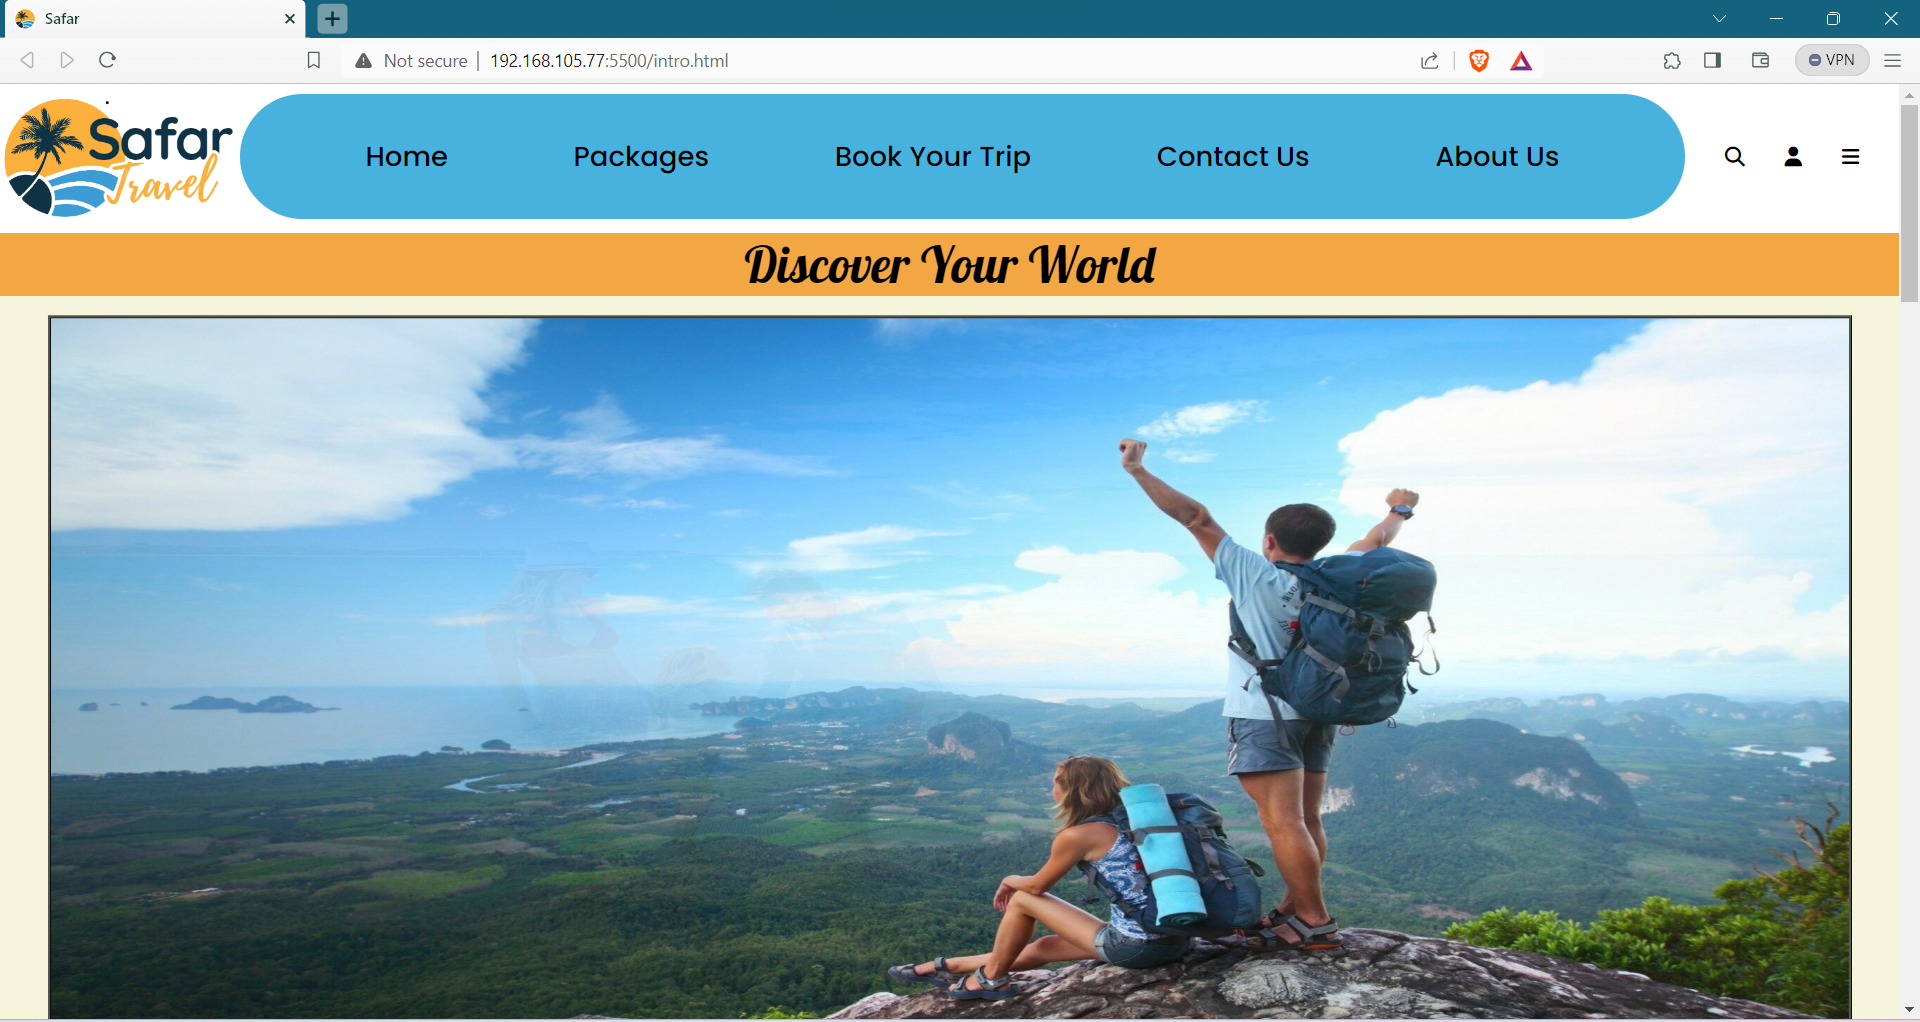 Safar
Not secure
192.168.105.77:5500/intro.html
VPN
Safar
Travel
Home
Packages
Book Your Trip
Contact Us
About Us
Discover Your World